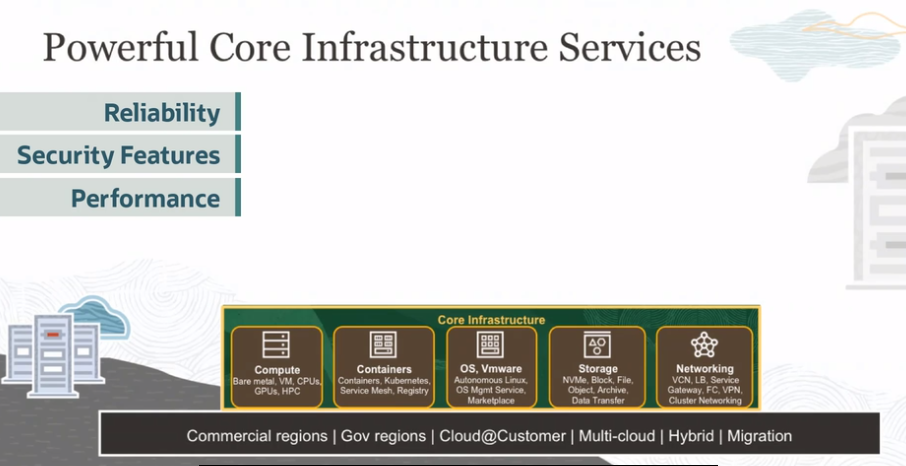 Powerful Core Infrastructure Services
Reliability
Security Features
Performance
Core Infrastructure
Compute
Bare metal, VM, CPUs,
GPUs, HPC
Containers
Containers, Kubernetes,
Service Mesh, Registry
OS, Vmware
Autonomous Linux,
OS Mgmt Service,
Marketplace
Storage
NVMe, Block, File,
Object, Archive,
Data Transfer
Networking
VCN, LB, Service
Gateway, FC, VPN,
Cluster Networking
Commercial regions | Gov regions | Cloud@Customer | Multi-cloud | Hybrid | Migration